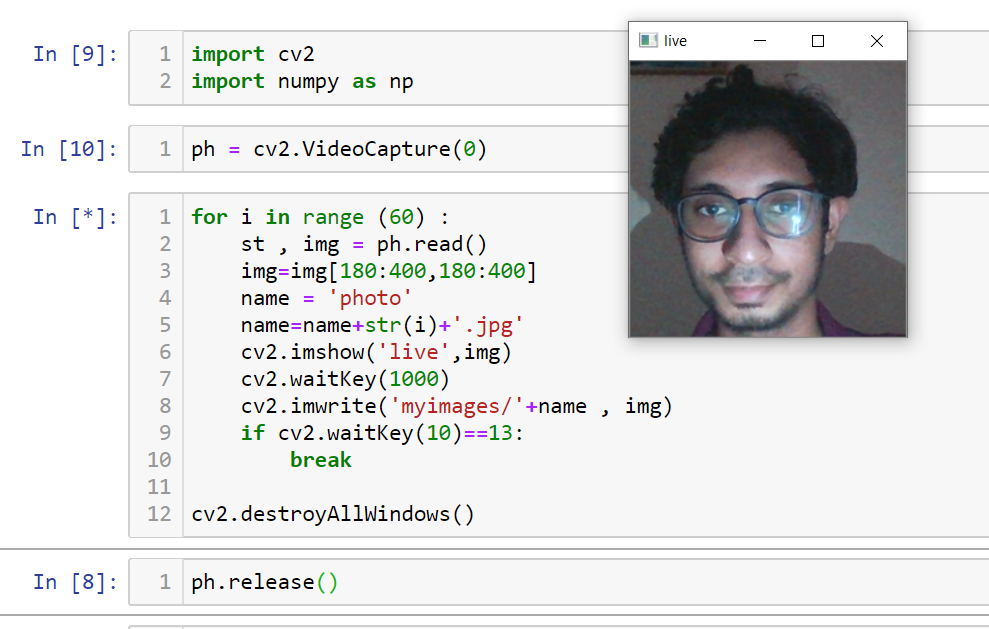 live
In [9]:
1 import cv2
2 import numpy as np
In [10]:
1 ph = cv2.VideoCapture(0)
In [*]:
1 for i in range (60) :
2     st , img = ph.read()
3     img=img[180:400,180:400]
4     name = 'photo'
5     name=name+str(i)+'.jpg'
6     cv2.imshow('live',img)
7     cv2.waitKey(1000)
8     cv2.imwrite('myimages/'+name , img)
9     if cv2.waitKey(10)==13:
10         break
11
12 cv2.destroyAllWindows()
In [8]:
1 ph.release()